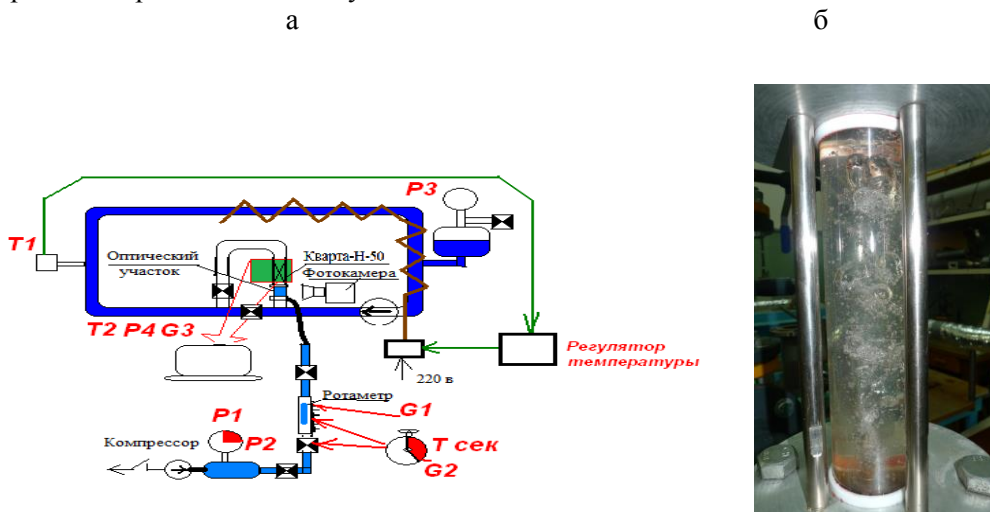 а
б
P3
T1
Оптический
участок
Кварта-Н-50
Фотокамера
T2 P4 G3
Регулятор
температуры
220 в
Ротаметр
P1
G1
Компрессор
P2
T сек
G2